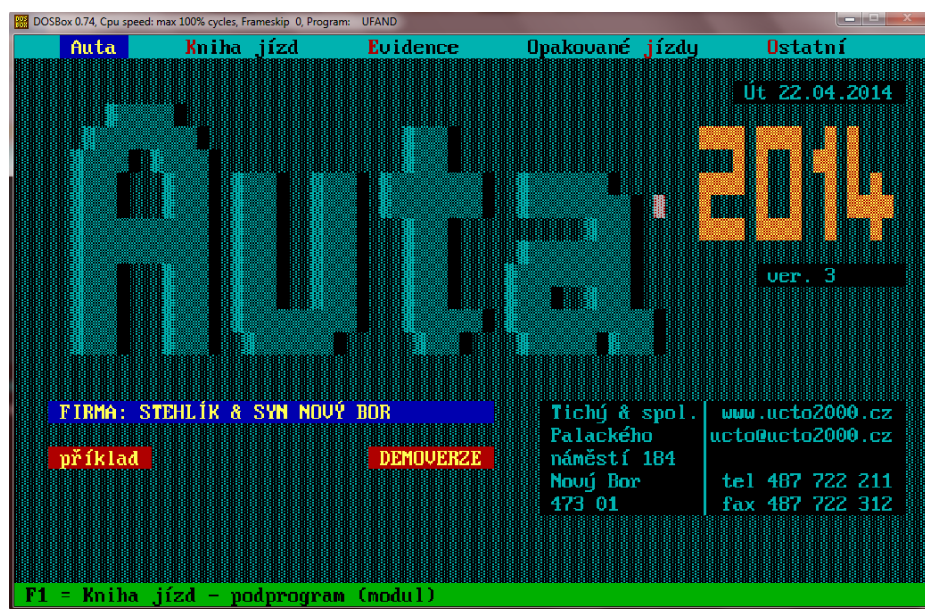 DOSBox 0.74, Cpu speed: max 100% cycles, Frameskip 0, Program: UFAND
Auta Kniha jízd Evidence Opakované jízdy Ostatní
Út 22.04.2014
Auta 2014
ver. 3
FIRMA: STEHLÍK & SYN NOVÝ BOR
příklad DEMOVERZE
Tichý & spol. www.ucto2000.cz
Palackého ucto@ucto2000.cz
náměstí 184
Nový Bor tel 487 722 211
473 01 fax 487 722 312
F1 = Kniha jízd - podprogram (modul)